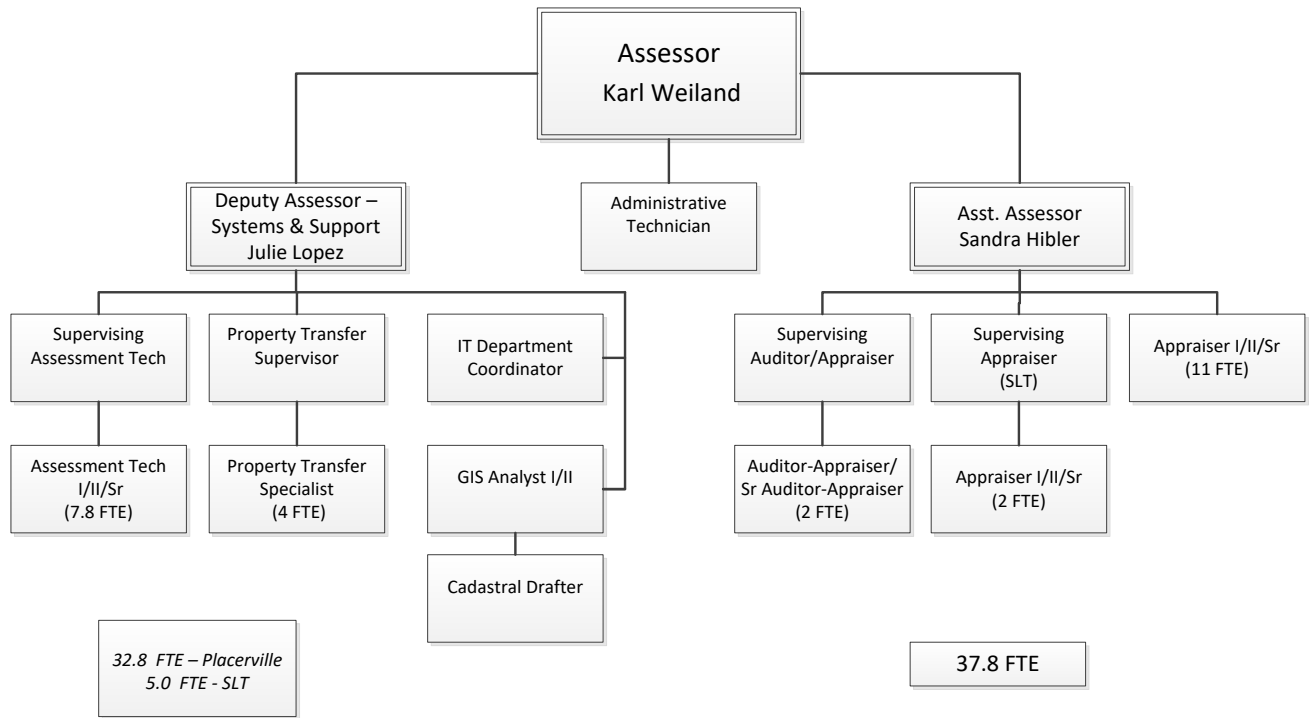 Assessor
Karl Weiland
Deputy Assessor –
Systems & Support
Julie Lopez
Administrative
Technician
Asst. Assessor
Sandra Hibler
Supervising
Assessment Tech
Property Transfer
Supervisor
IT Department
Coordinator
Supervising
Auditor/Appraiser
Supervising
Appraiser
(SLT)
Appraiser I/II/Sr
(11 FTE)
Assessment Tech
I/II/Sr
(7.8 FTE)
Property Transfer
Specialist
(4 FTE)
GIS Analyst I/II
Auditor-Appraiser/
Sr Auditor-Appraiser
(2 FTE)
Appraiser I/II/Sr
(2 FTE)
Cadastral Drafter
32.8 FTE – Placerville
5.0 FTE - SLT
37.8 FTE